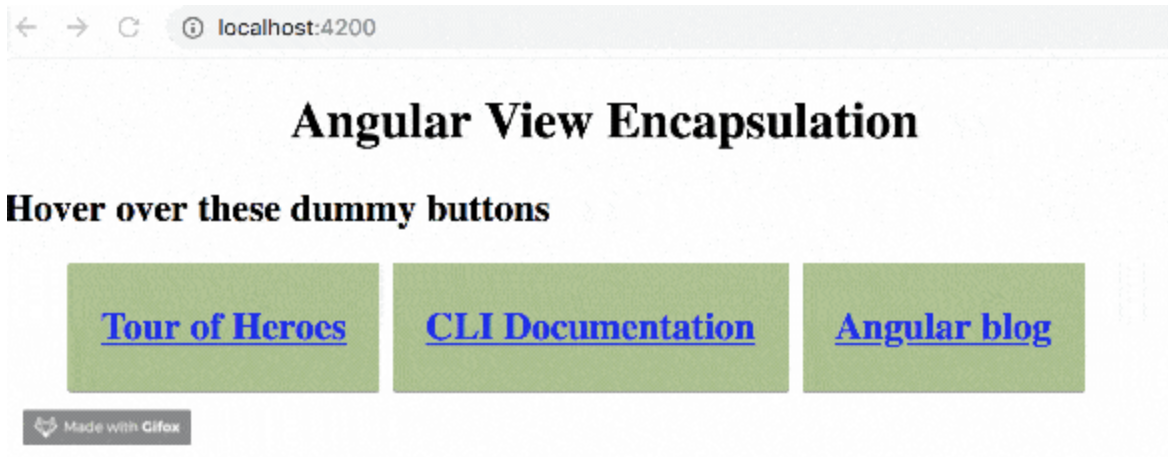 localhost:4200
Angular View Encapsulation
Hover over these dummy buttons
Tour of Heroes CLI Documentation Angular blog
Made with Gifox